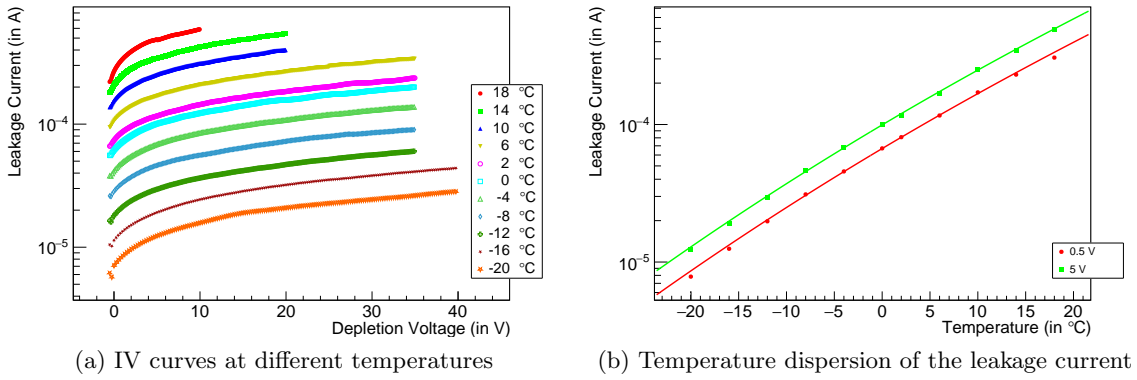 Leakage Current (in A)
10⁻⁴
10⁻⁵
0 10 20 30 40
Depletion Voltage (in V)
18 °C
14 °C
10 °C
6 °C
2 °C
0 °C
-4 °C
-8 °C
-12 °C
-16 °C
-20 °C
(a) IV curves at different temperatures
Leakage Current (in A)
10⁻⁴
10⁻⁵
−20 −15 −10 −5 0 5 10 15 20
Temperature (in °C)
0.5 V
5 V
(b) Temperature dispersion of the leakage current